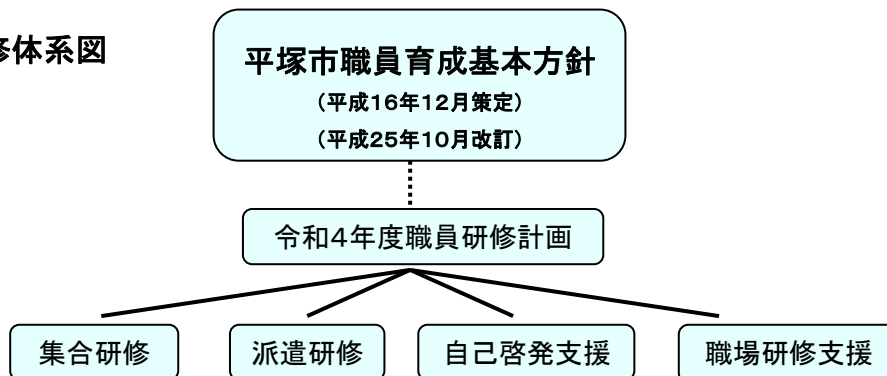 修体系図
平塚市職員育成基本方針
（平成16年12月策定）
（平成25年10月改訂）
令和4年度職員研修計画
集合研修
派遣研修
自己啓発支援
職場研修支援